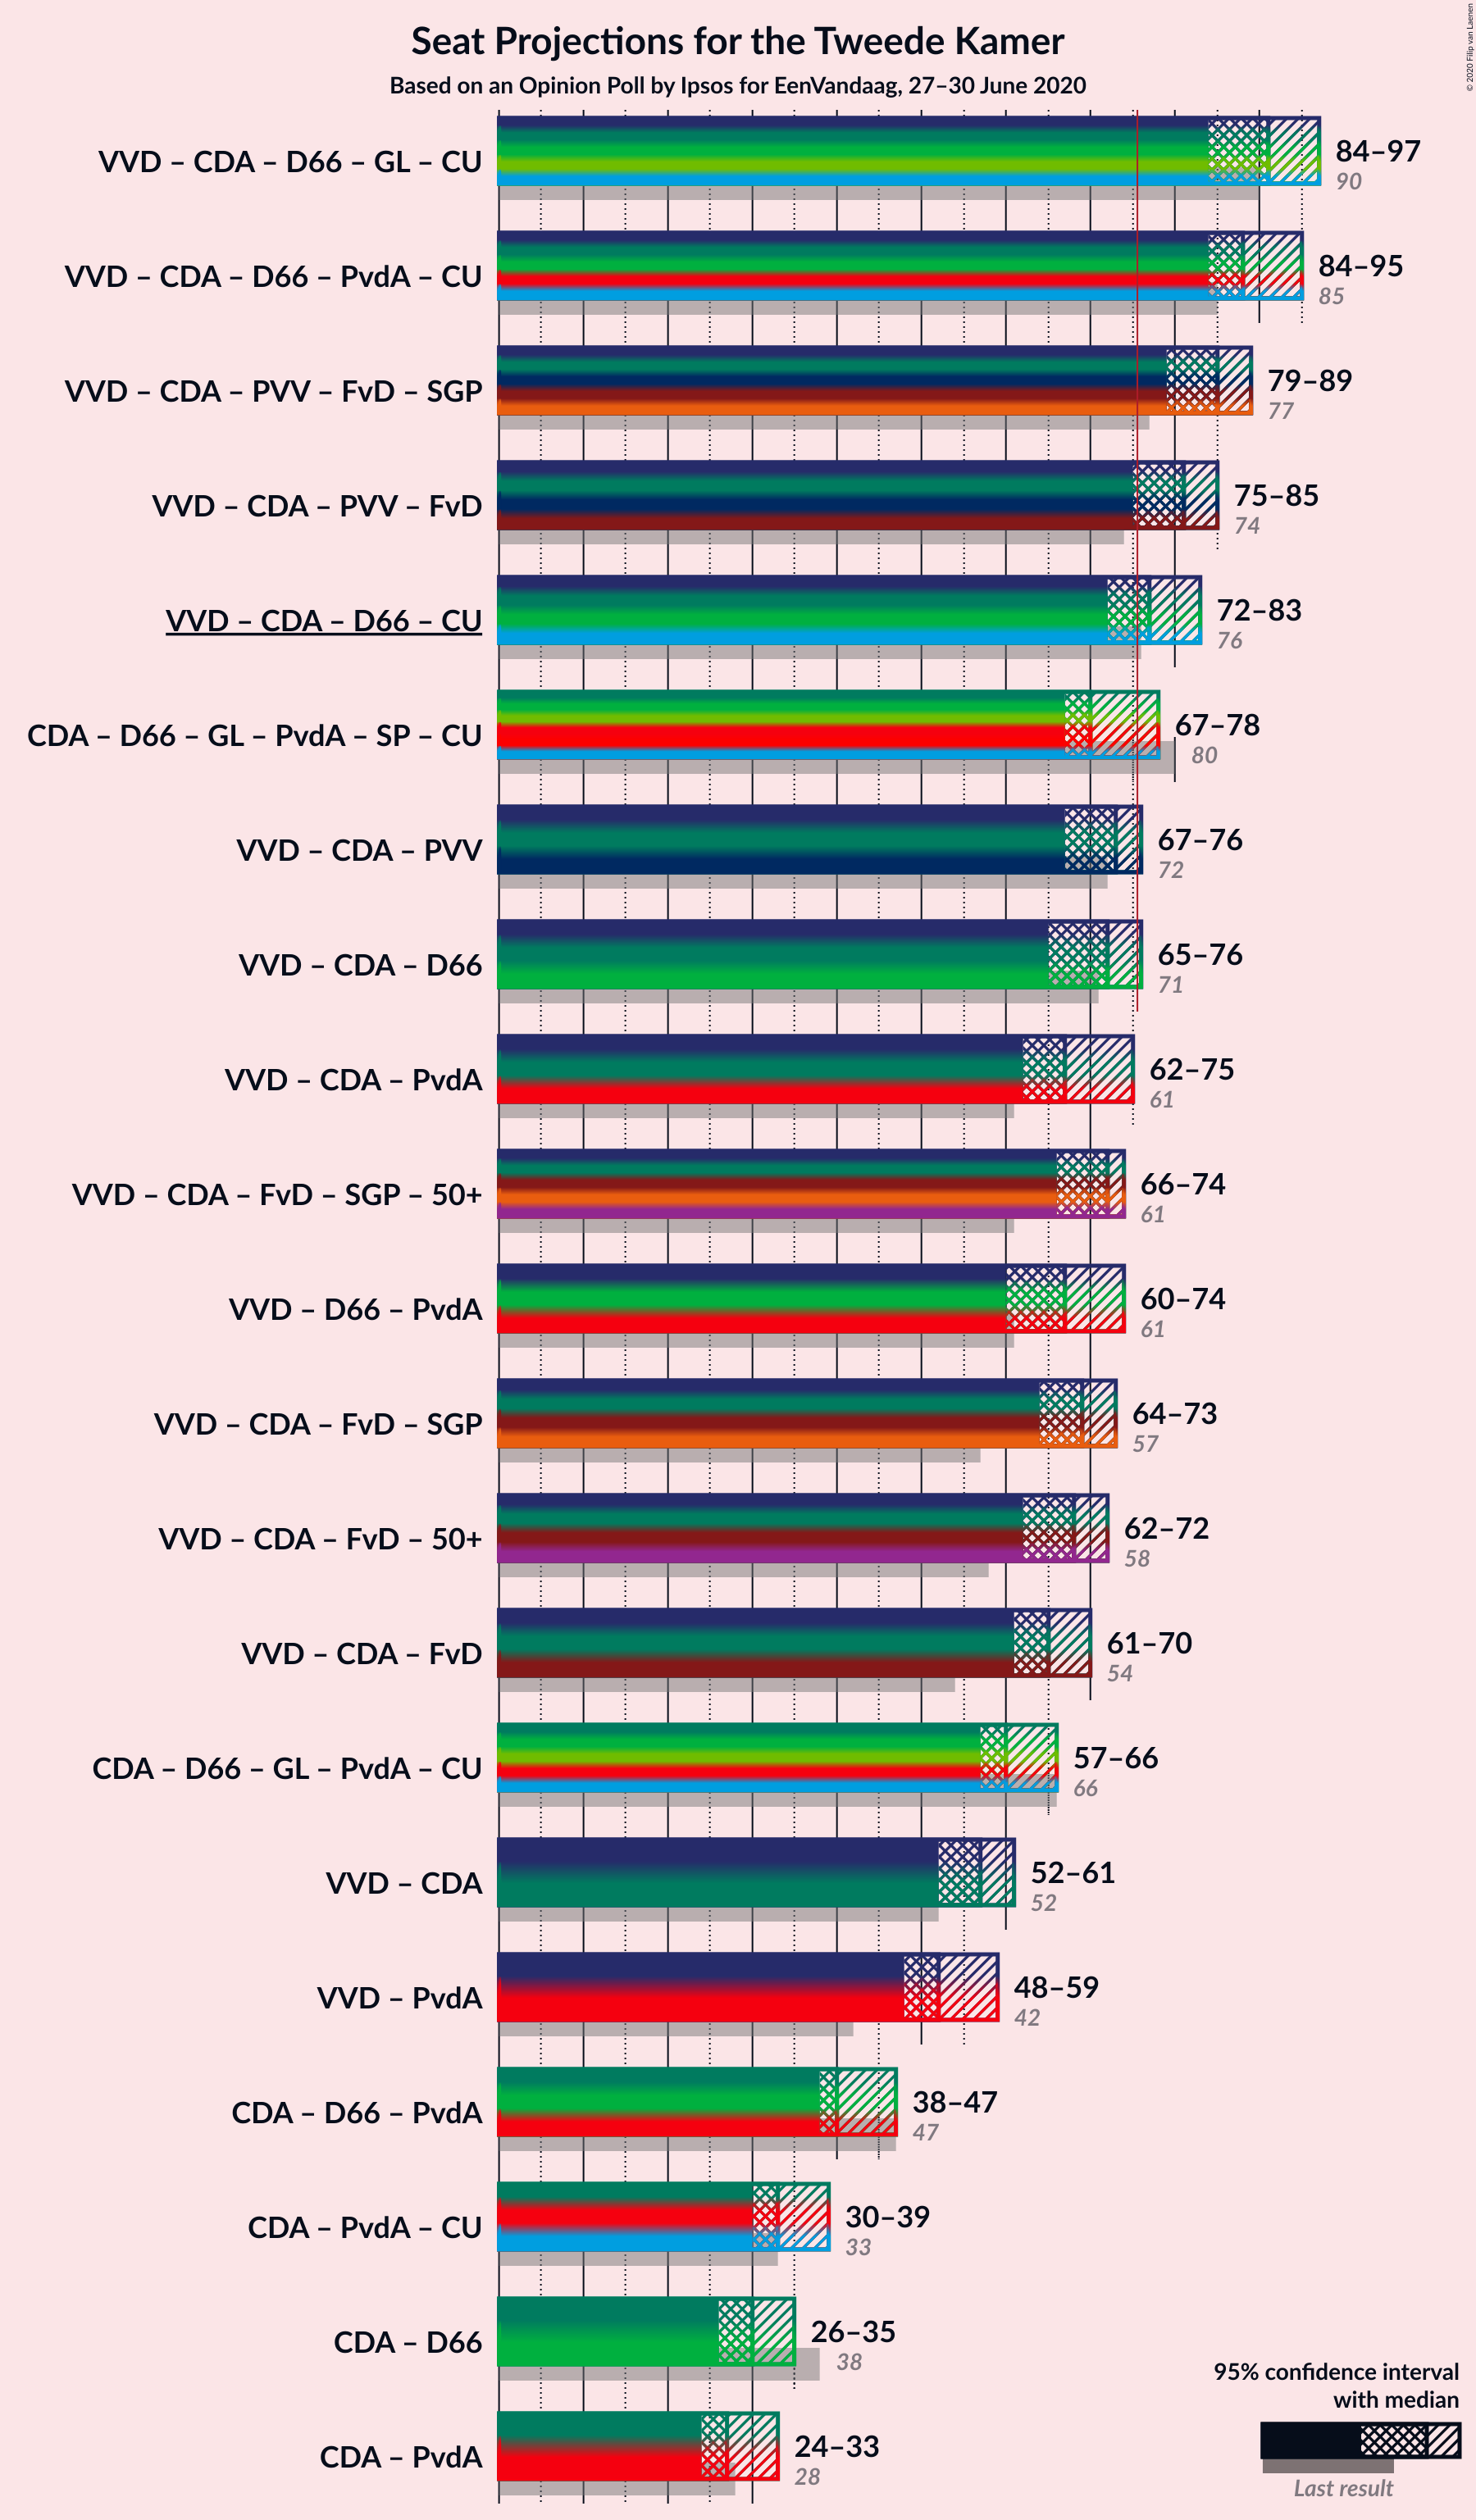 Seat Projections for the Tweede Kamer
Based on an Opinion Poll by Ipsos for EenVandaag, 27–30 June 2020
© 2020 Filip van Laenen
VVD – CDA – D66 – GL – CU
84–97
90
VVD – CDA – D66 – PvdA – CU
84–95
85
VVD – CDA – PVV – FvD – SGP
79–89
77
VVD – CDA – PVV – FvD
75–85
74
VVD – CDA – D66 – CU
72–83
76
CDA – D66 – GL – PvdA – SP – CU
67–78
80
VVD – CDA – PVV
67–76
72
VVD – CDA – D66
65–76
71
VVD – CDA – PvdA
62–75
61
VVD – CDA – FvD – SGP – 50+
66–74
61
VVD – D66 – PvdA
60–74
61
VVD – CDA – FvD – SGP
64–73
57
VVD – CDA – FvD – 50+
62–72
58
VVD – CDA – FvD
61–70
54
CDA – D66 – GL – PvdA – CU
57–66
66
VVD – CDA
52–61
52
VVD – PvdA
48–59
42
CDA – D66 – PvdA
38–47
47
CDA – PvdA – CU
30–39
33
CDA – D66
26–35
38
CDA – PvdA
24–33
28
95% confidence interval
with median
Last result